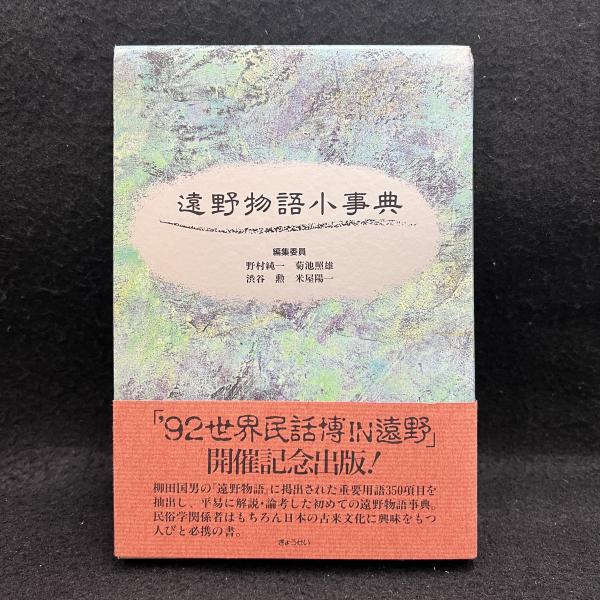 遠野物語小事典
編集委員
野村純一　菊池照雄
渋谷　勲　米屋陽一
「'92世界民話博IN遠野」
開催記念出版!
柳田国男の『遠野物語』に掲出された重要用語350項目を
抽出し、平易に解説・論考した初めての遠野物語事典。
民俗学関係者はもちろん日本の古来文化に興味をもつ
人びと必携の書。
ぎょうせい